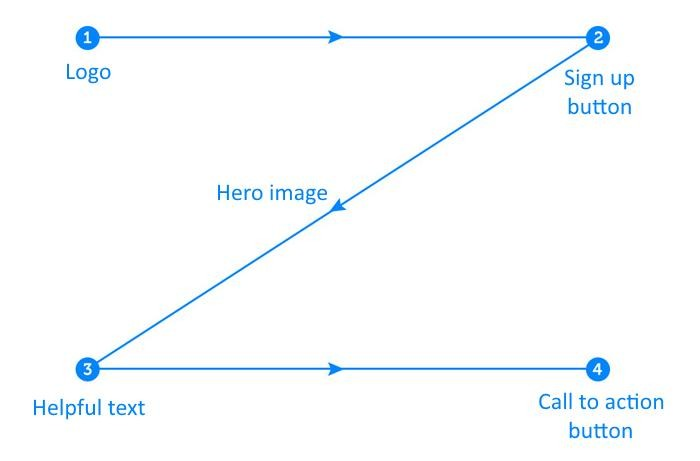 1
2
Logo
Sign up
button
Hero image
3
4
Helpful text
Call to action
button